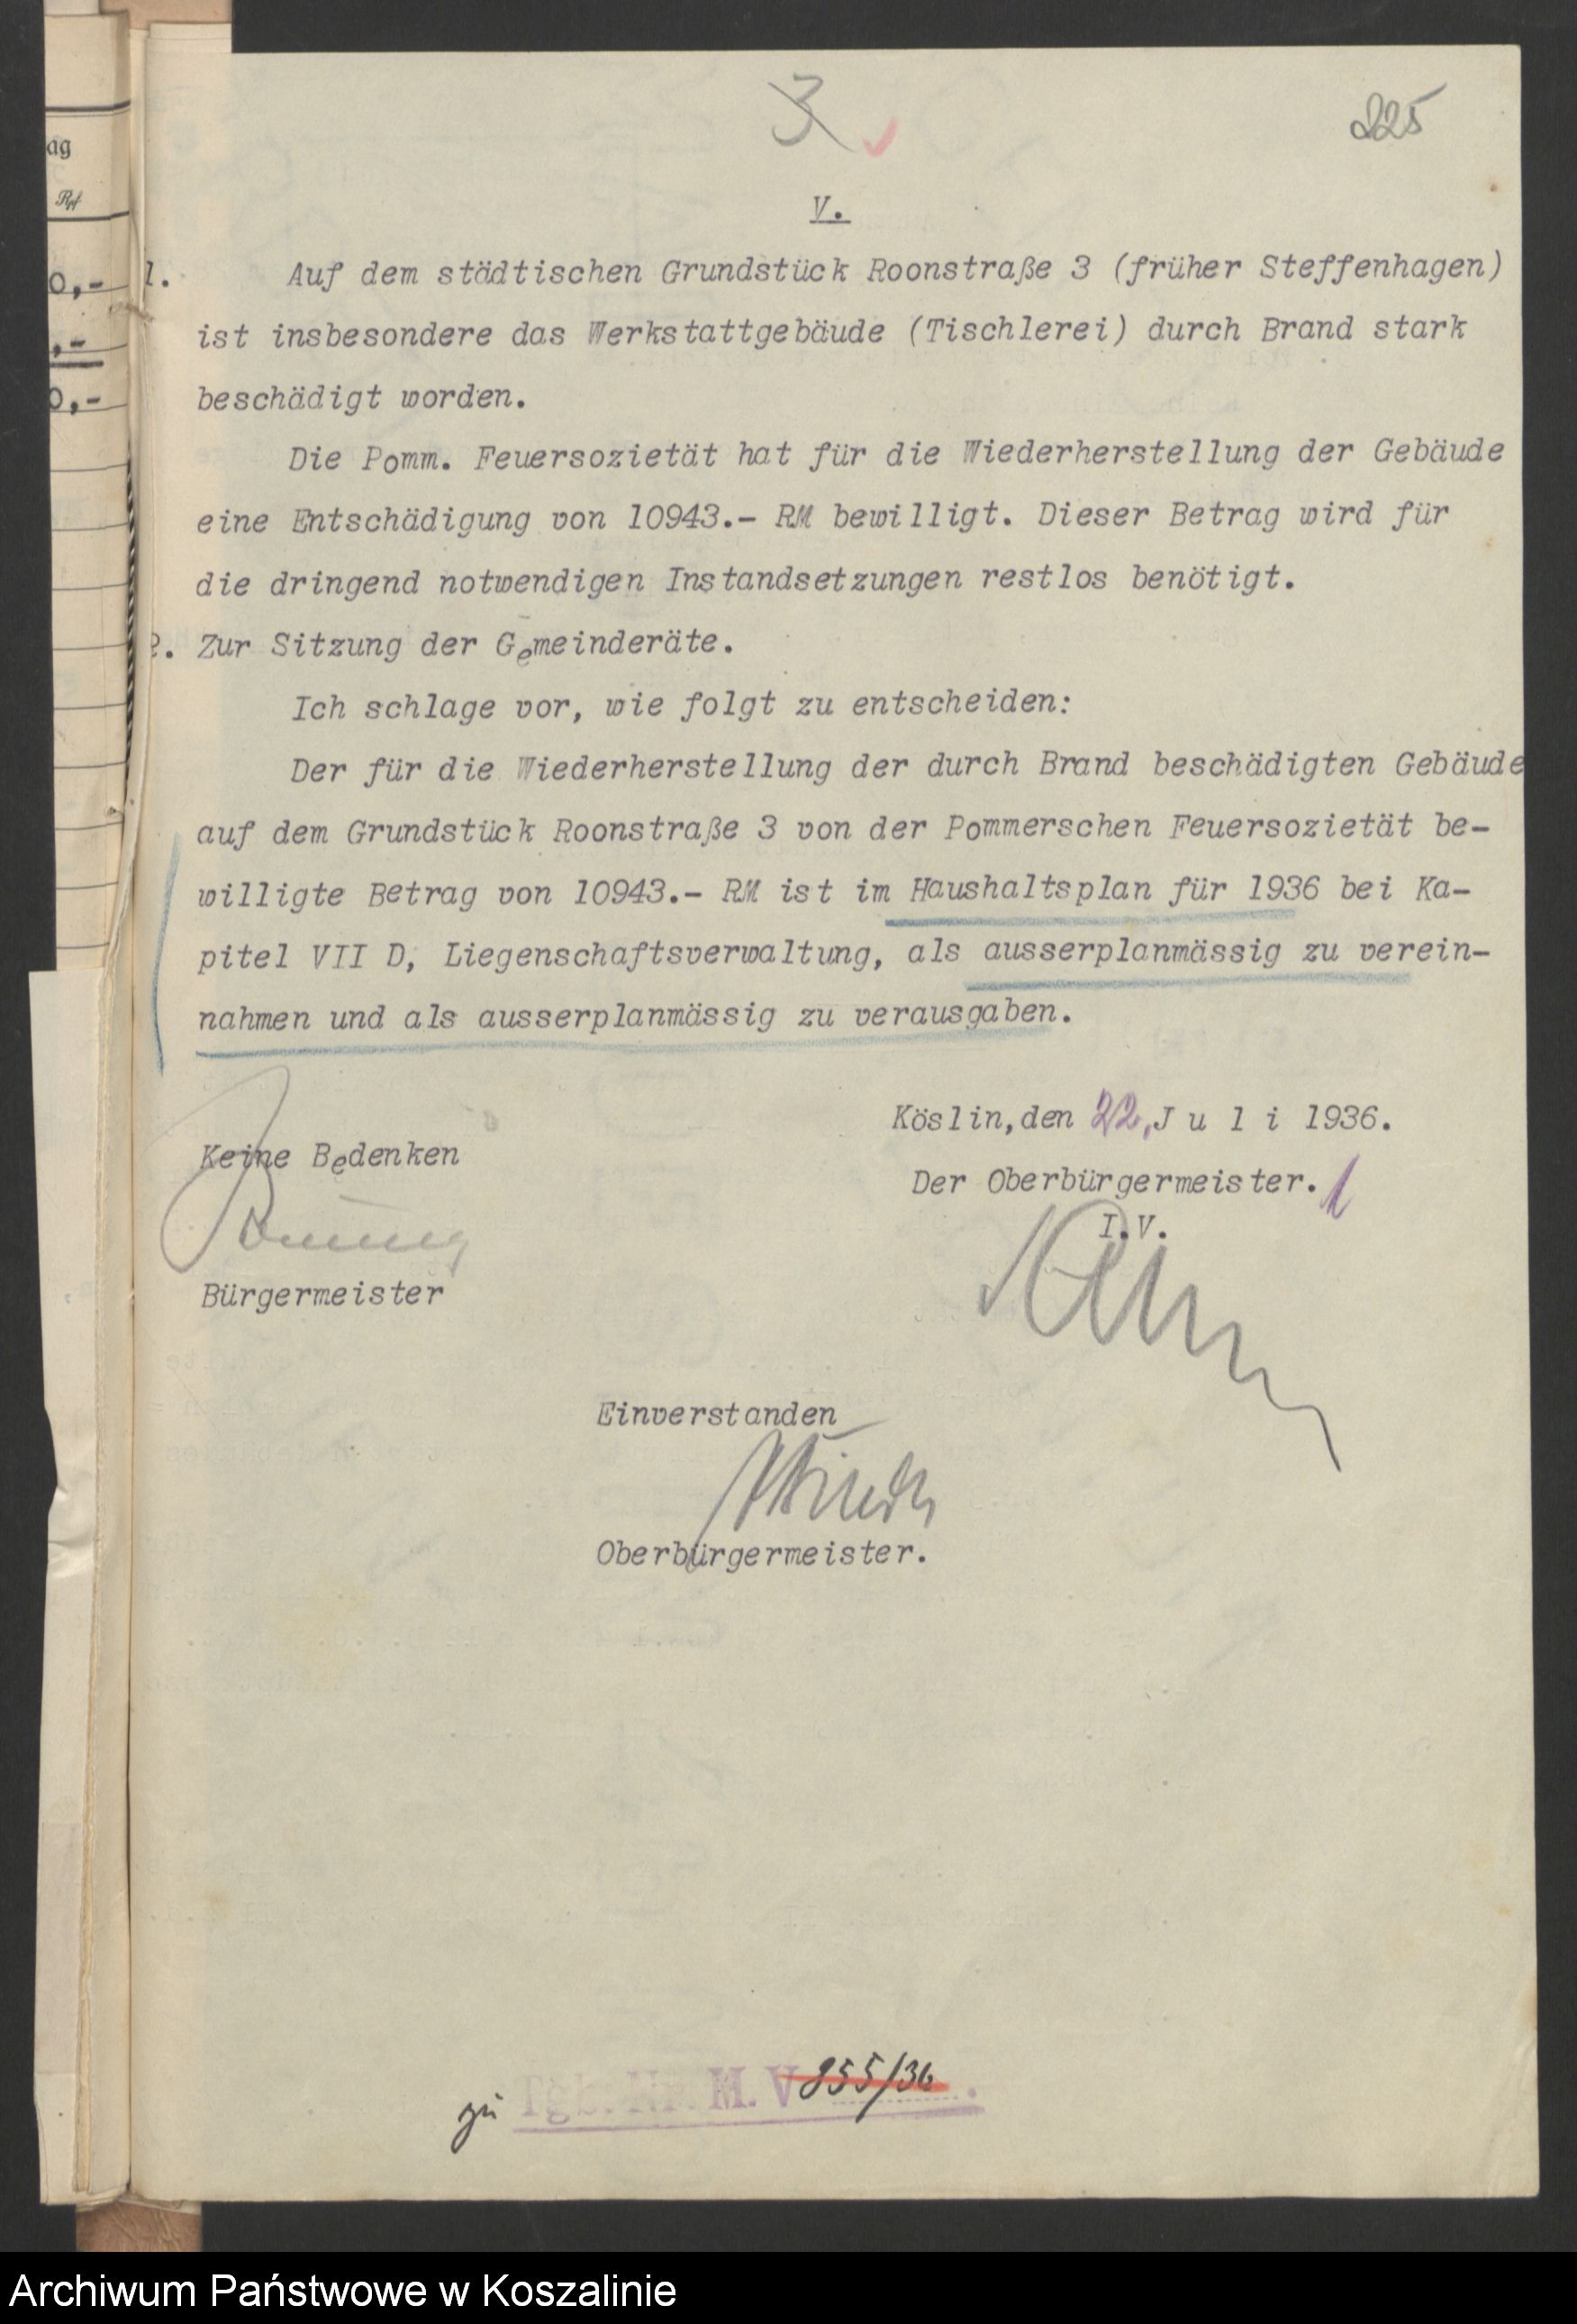 ag
Rpf
0,-
,-
0,-
3
225
V.
1. Auf dem städtischen Grundstück Roonstraße 3 (früher Steffenhagen)
ist insbesondere das Werkstattgebäude (Tischlerei) durch Brand stark
beschädigt worden.
Die Pomm. Feuersozietät hat für die Wiederherstellung der Gebäude
eine Entschädigung von 10943.- RM bewilligt. Dieser Betrag wird für
die dringend notwendigen Instandsetzungen restlos benötigt.
2. Zur Sitzung der Gemeinderäte.
Ich schlage vor, wie folgt zu entscheiden:
Der für die Wiederherstellung der durch Brand beschädigten Gebäude
auf dem Grundstück Roonstraße 3 von der Pommerschen Feuersozietät be-
willigte Betrag von 10943.- RM ist im Haushaltsplan für 1936 bei Ka-
pitel VII D, Liegenschaftsverwaltung, als ausserplanmässig zu verein-
nahmen und als ausserplanmässig zu verausgaben.
Köslin, den 22. J u l i 1936.
Keine Bedenken
Der Oberbürgermeister.
I.V.
Bürgermeister
Einverstanden
Oberbürgermeister.
zu Tgb. Nr. M. V 855/36.
Archiwum Państwowe w Koszalinie